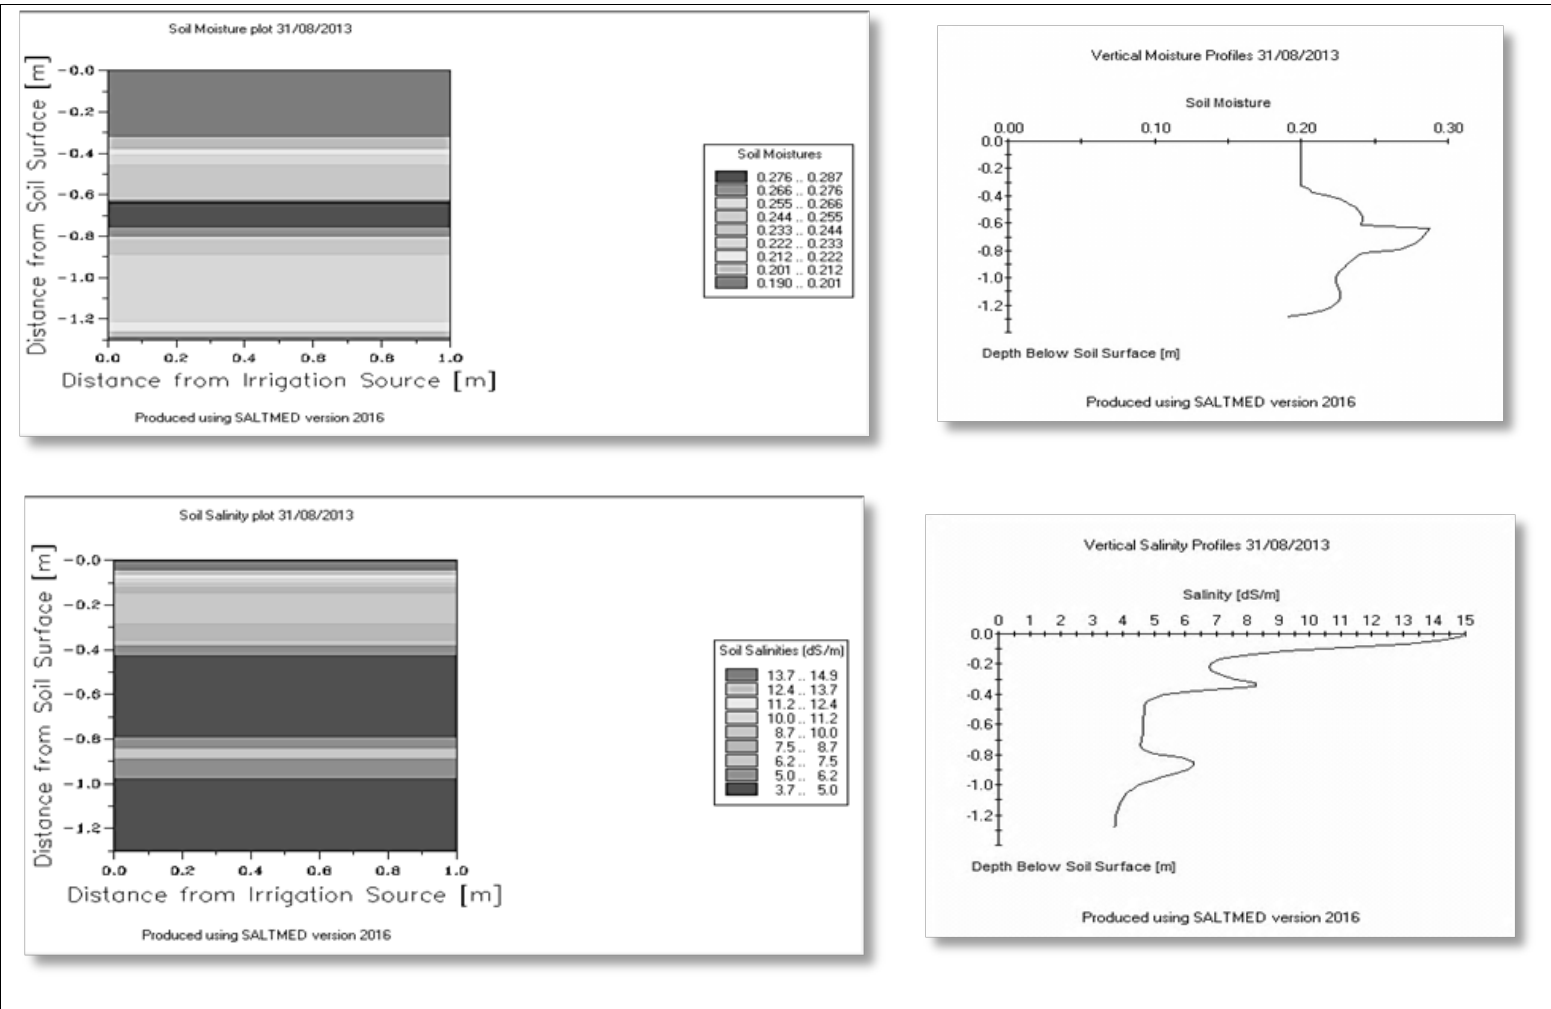 Soil Moisture plot 31/08/2013
Distance from Soil Surface [m]
-0.0
-0.2
-0.4
-0.6
-0.8
-1.0
-1.2
0.0 0.2 0.4 0.6 0.8 1.0
Distance from Irrigation Source [m]
Produced using SALTMED version 2016
Soil Moistures
0.276 .. 0.287
0.266 .. 0.276
0.255 .. 0.266
0.244 .. 0.255
0.233 .. 0.244
0.222 .. 0.233
0.212 .. 0.222
0.201 .. 0.212
0.190 .. 0.201
Vertical Moisture Profiles 31/08/2013
Soil Moisture
0.00 0.10 0.20 0.30
0.0
-0.2
-0.4
-0.6
-0.8
-1.0
-1.2
Depth Below Soil Surface [m]
Produced using SALTMED version 2016
Soil Salinity plot 31/08/2013
Distance from Soil Surface [m]
-0.0
-0.2
-0.4
-0.6
-0.8
-1.0
-1.2
0.0 0.2 0.4 0.6 0.8 1.0
Distance from Irrigation Source [m]
Produced using SALTMED version 2016
Soil Salinities (dS/m)
13.7 .. 14.9
12.4 .. 13.7
11.2 .. 12.4
10.0 .. 11.2
8.7 .. 10.0
7.5 .. 8.7
6.2 .. 7.5
5.0 .. 6.2
3.7 .. 5.0
Vertical Salinity Profiles 31/08/2013
Salinity [dS/m]
0 1 2 3 4 5 6 7 8 9 10 11 12 13 14 15
0.0
-0.2
-0.4
-0.6
-0.8
-1.0
-1.2
Depth Below Soil Surface [m]
Produced using SALTMED version 2016